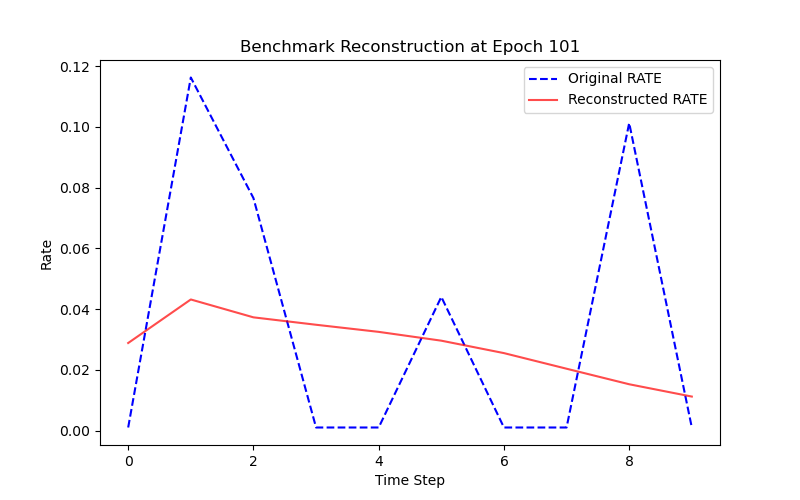 Benchmark Reconstruction at Epoch 101
Original RATE
Reconstructed RATE
0.12
0.10
0.08
0.06
0.04
0.02
0.00
Rate
0 2 4 6 8
Time Step